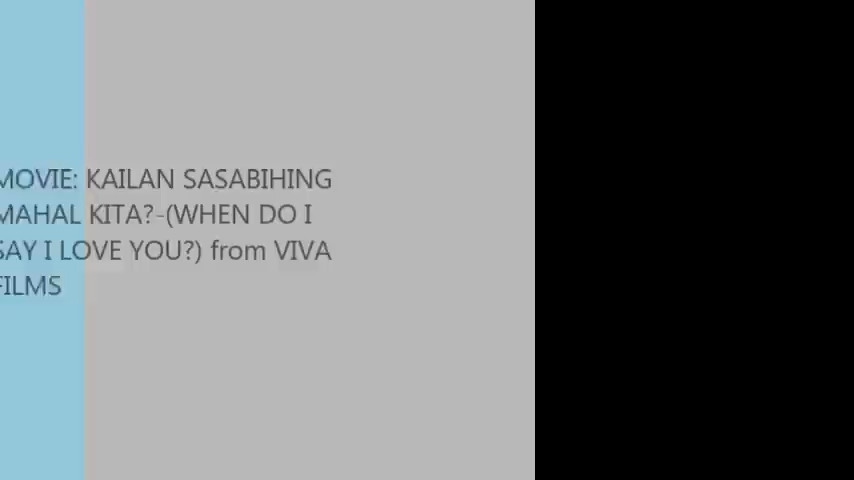 MOVIE: KAILAN SASABIHING
MAHAL KITA?-(WHEN DO I
SAY I LOVE YOU?) from VIVA
FILMS